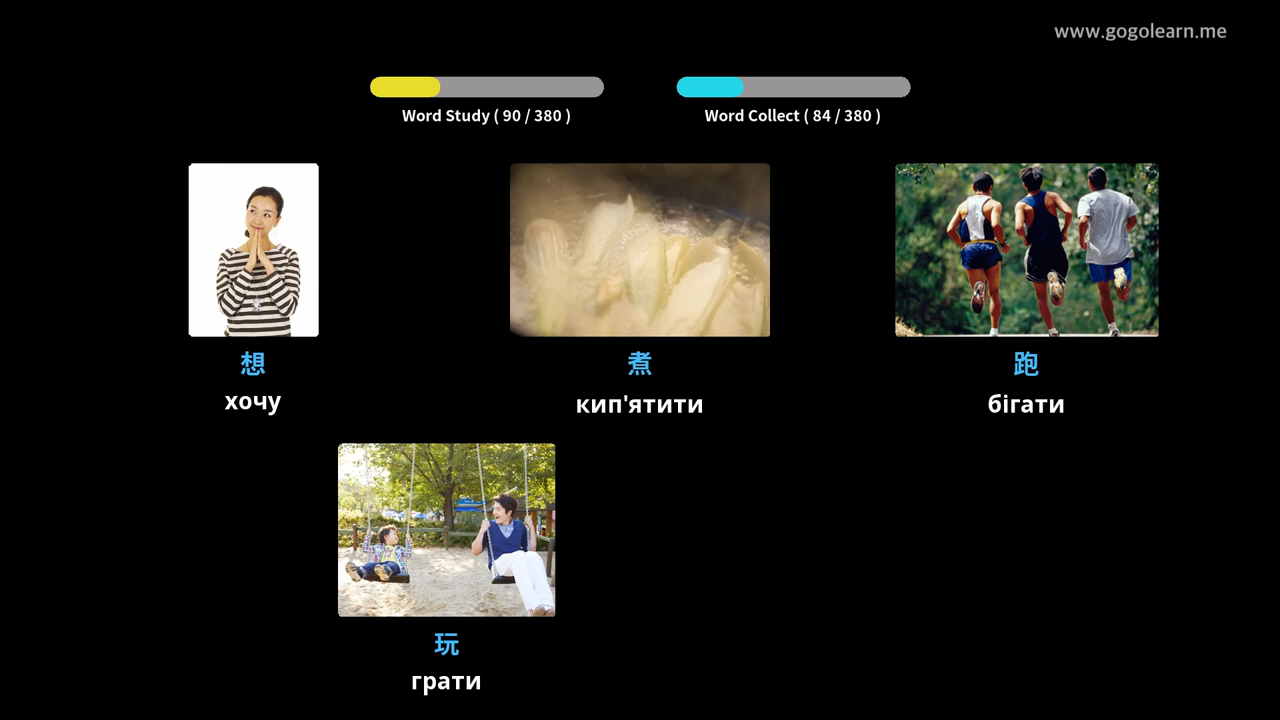 www.gogolearn.me
Word Study ( 90 / 380 )
Word Collect ( 84 / 380 )
想
хочу
煮
кип'ятити
跑
бігати
玩
грати